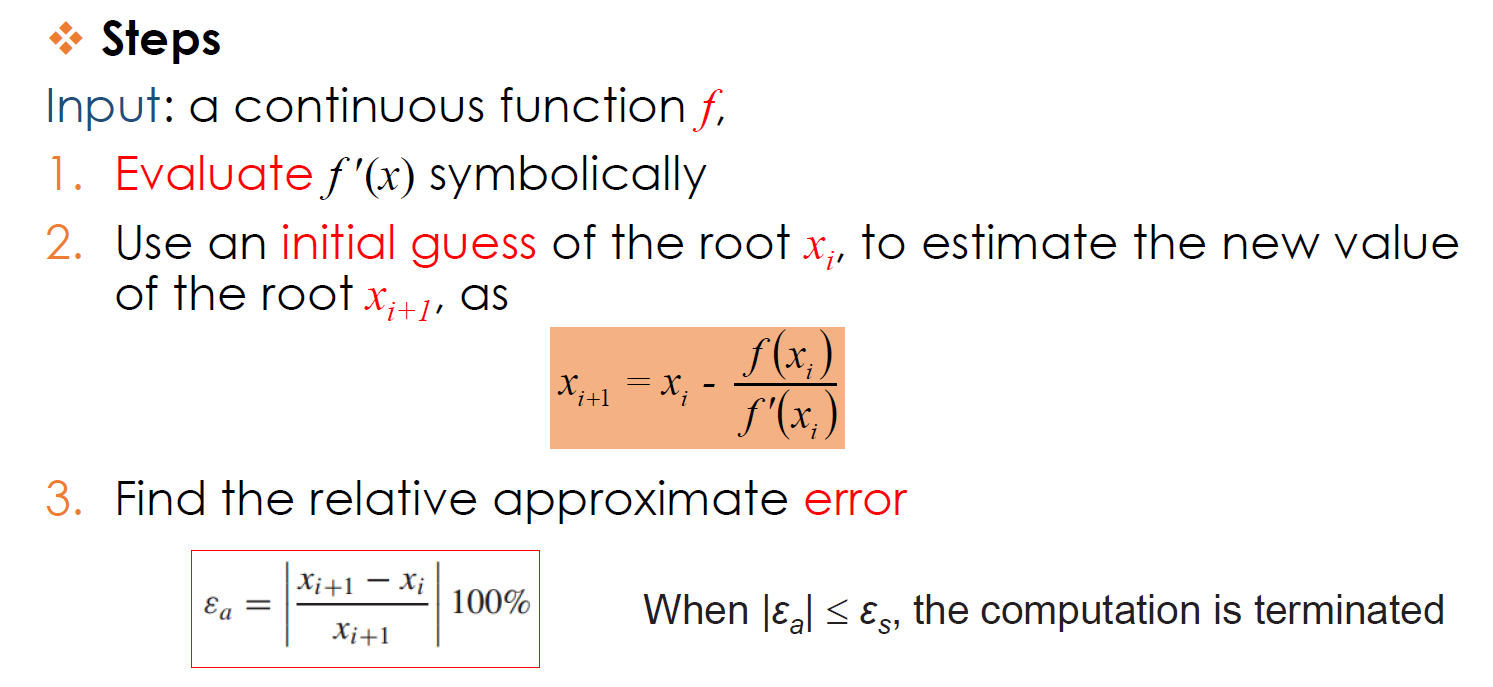 ❖ Steps
Input: a continuous function f,
1. Evaluate f '(x) symbolically
2. Use an initial guess of the root xᵢ, to estimate the new value
of the root xᵢ₊₁, as
xᵢ₊₁ = xᵢ - f(xᵢ) / f'(xᵢ)
3. Find the relative approximate error
εₐ = |(xᵢ₊₁ − xᵢ) / xᵢ₊₁| 100%
When |εₐ| ≤ εₛ, the computation is terminated